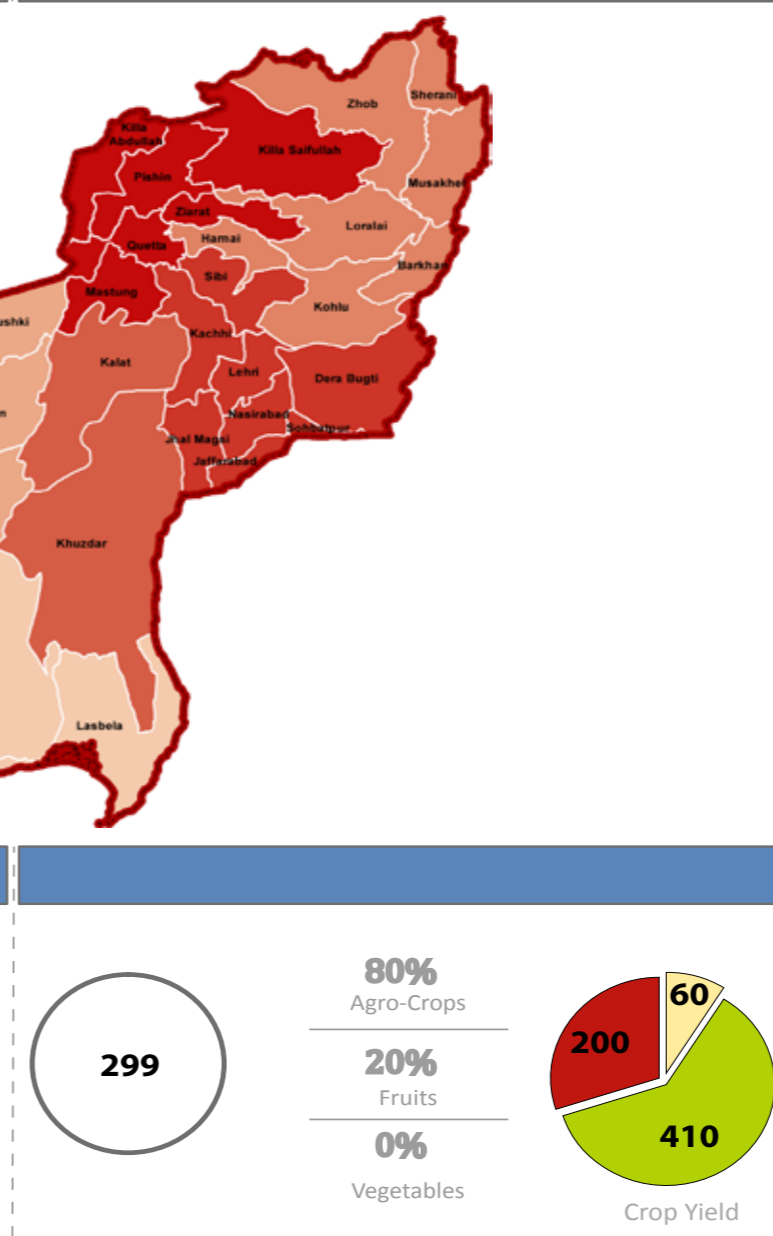 Sherani
Zhob
Killa
Abdullah
Killa Saifullah
Pishin
Musakhel
Ziarat
Loralai
Harnai
Quetta
Barkhan
Sibi
Mastung
Kohlu
ushki
Kachhi
Kalat
Lehri
Dera Bugti
n
Nasirabad
Sohbatpur
Jhal Magsi
Jaffarabad
Khuzdar
Lasbela
299
80%
Agro-Crops
20%
Fruits
0%
Vegetables
60
200
410
Crop Yield